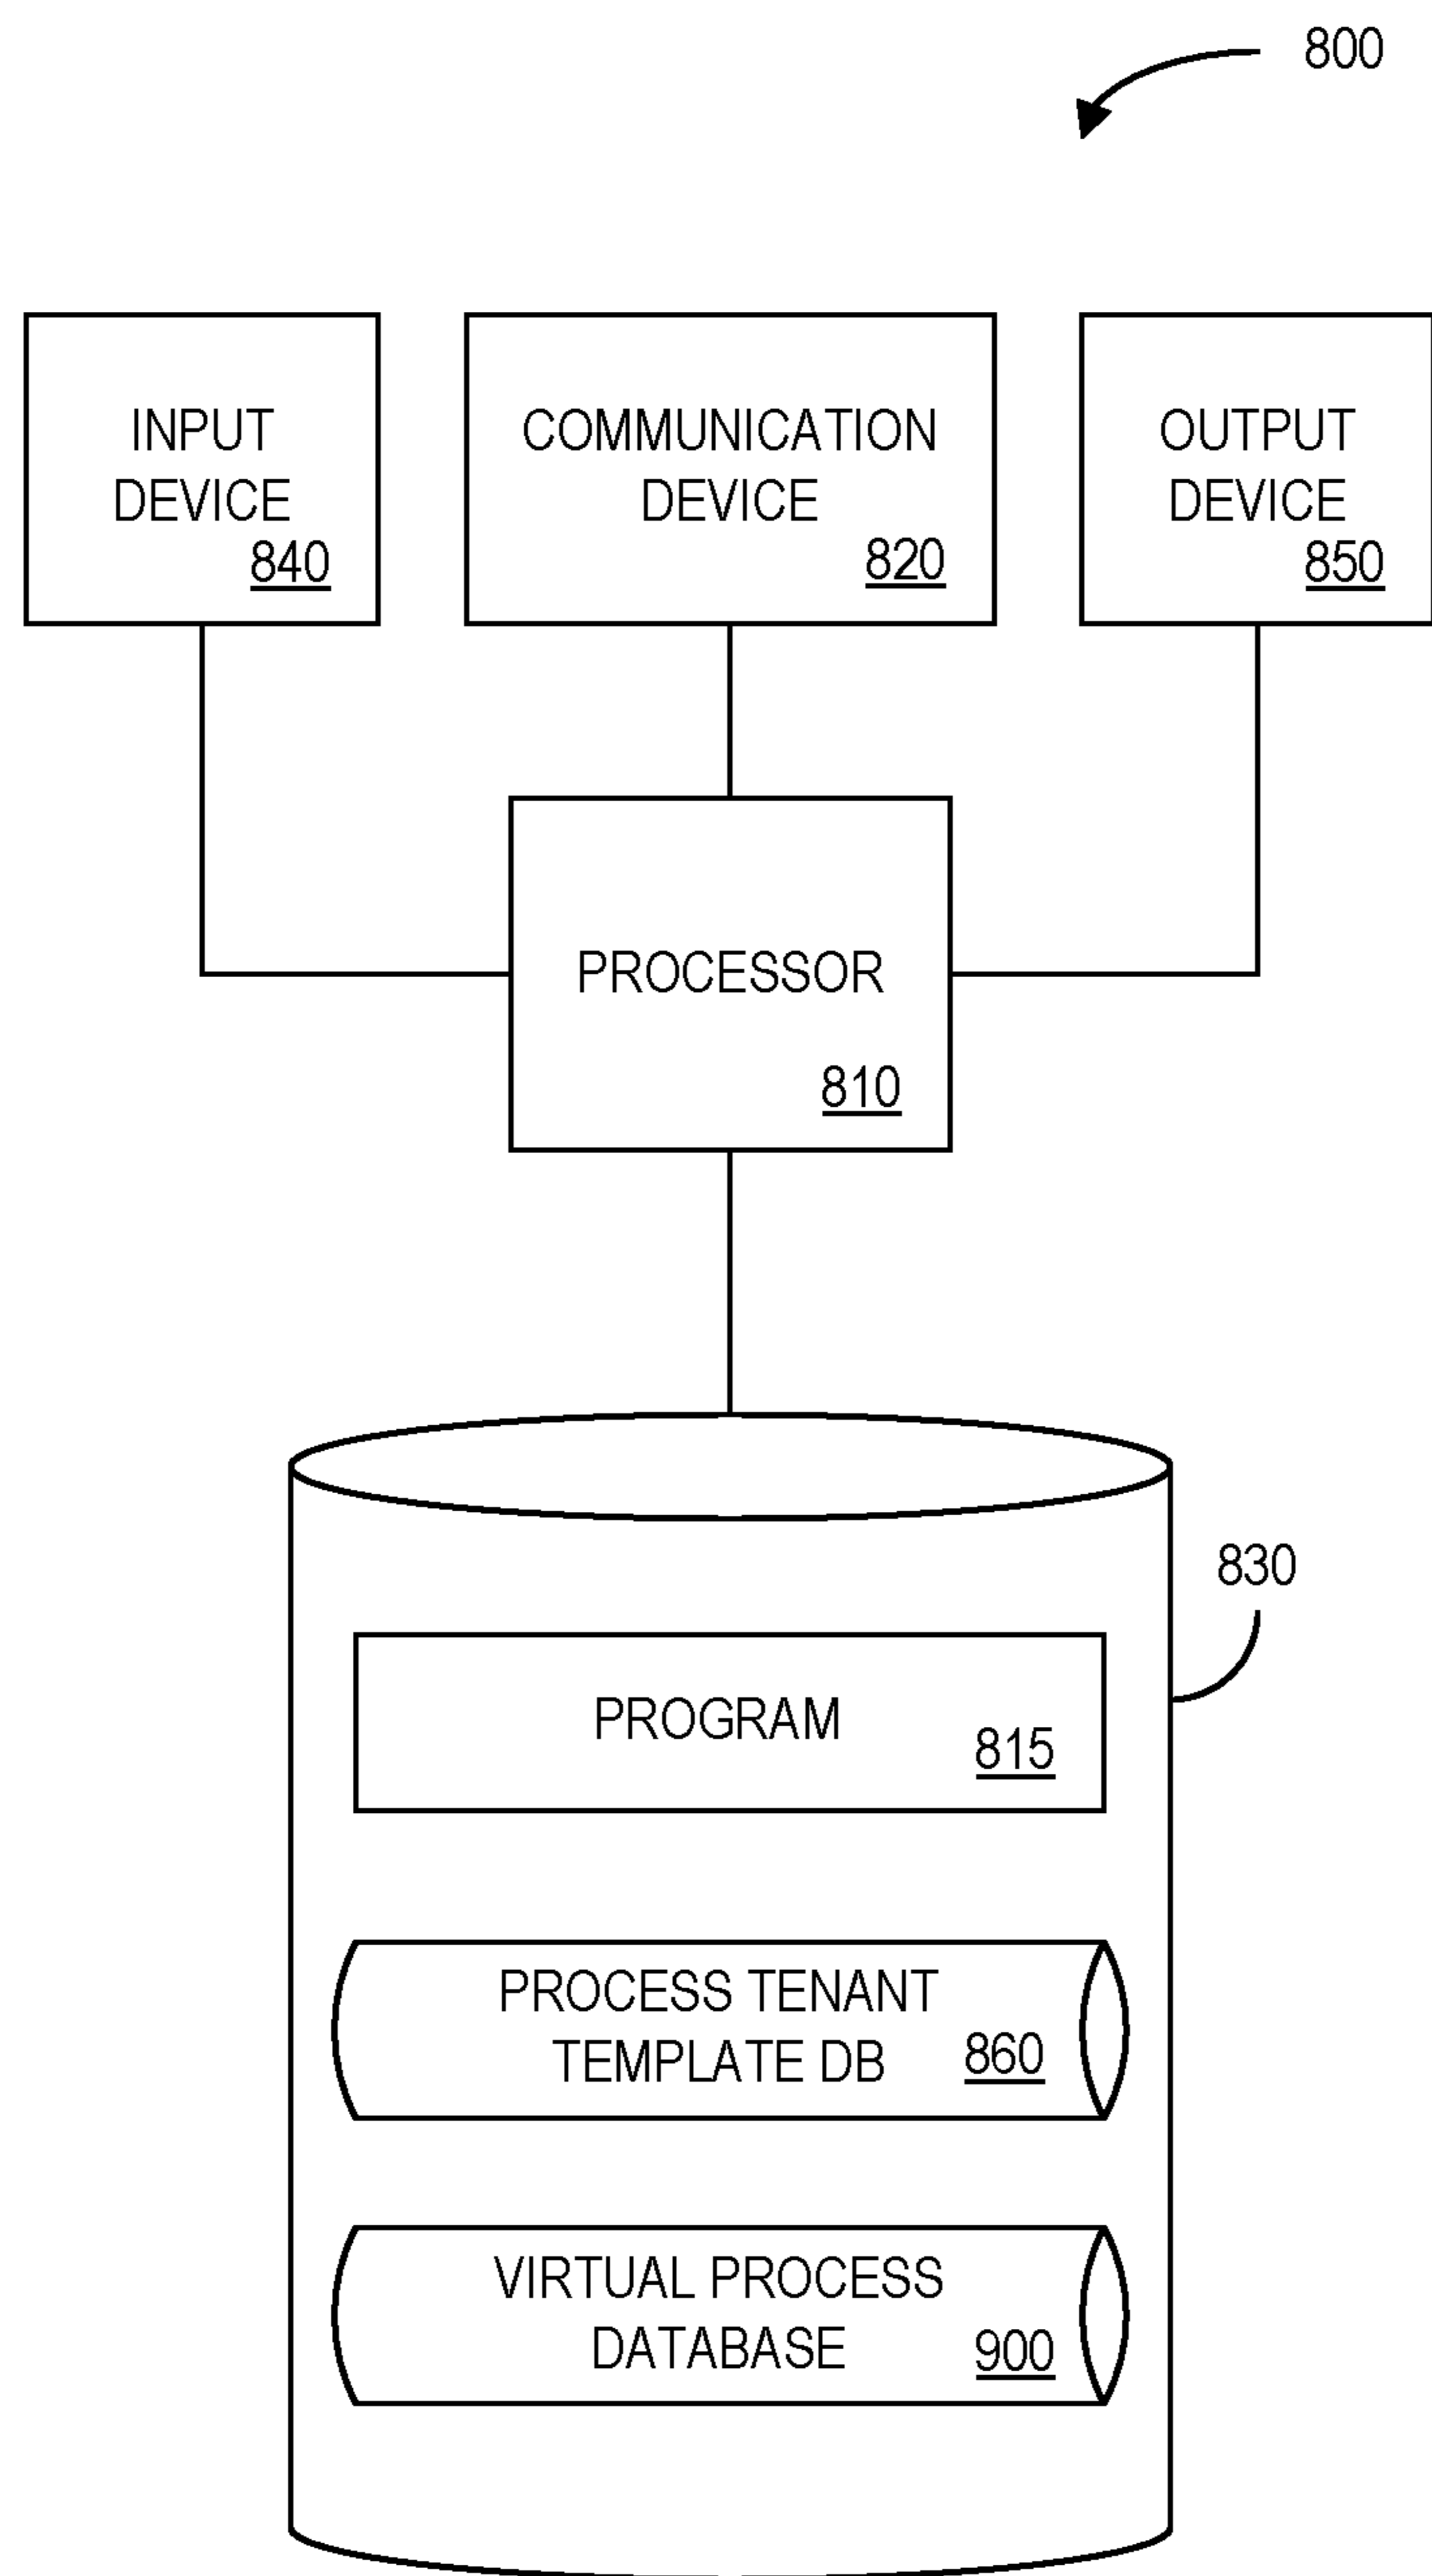 800
INPUT
DEVICE
840
COMMUNICATION
DEVICE
820
OUTPUT
DEVICE
850
PROCESSOR
810
830
PROGRAM
815
PROCESS TENANT
TEMPLATE DB 860
VIRTUAL PROCESS
DATABASE 900